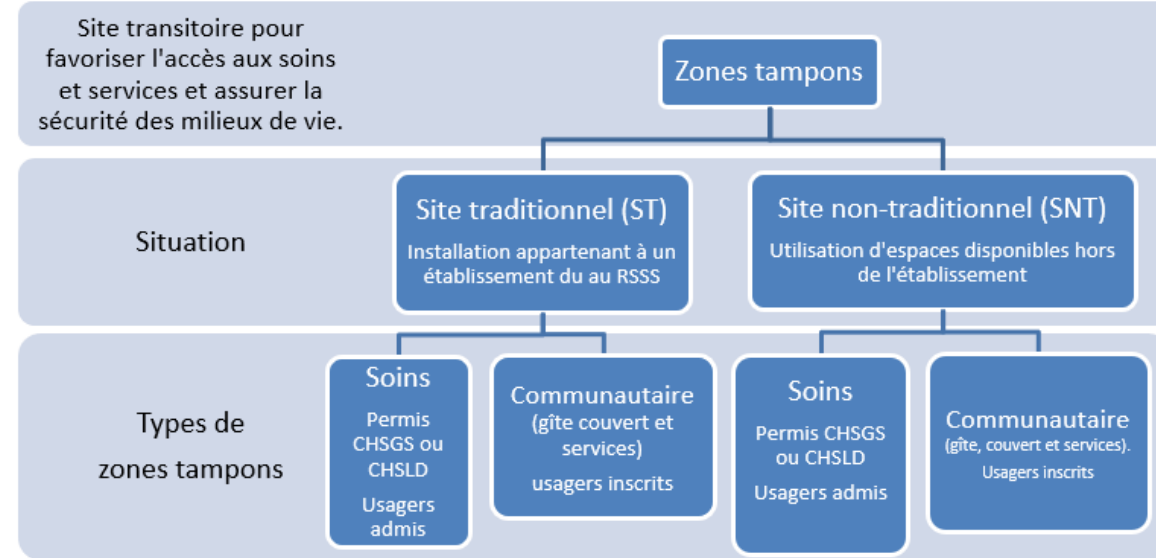 Site transitoire pour
favoriser l'accès aux soins
et services et assurer la
sécurité des milieux de vie.
Zones tampons
Situation
Site traditionnel (ST)
Installation appartenant à un
établissement du au RSSS
Site non-traditionnel (SNT)
Utilisation d'espaces disponibles hors
de l'établissement
Types de
zones tampons
Soins
Permis
CHSGS ou
CHSLD
Usagers
admis
Communautaire
(gîte couvert et
services)
usagers inscrits
Soins
Permis CHSGS
ou CHSLD
Usagers admis
Communautaire
(gîte, couvert et services).
Usagers inscrits